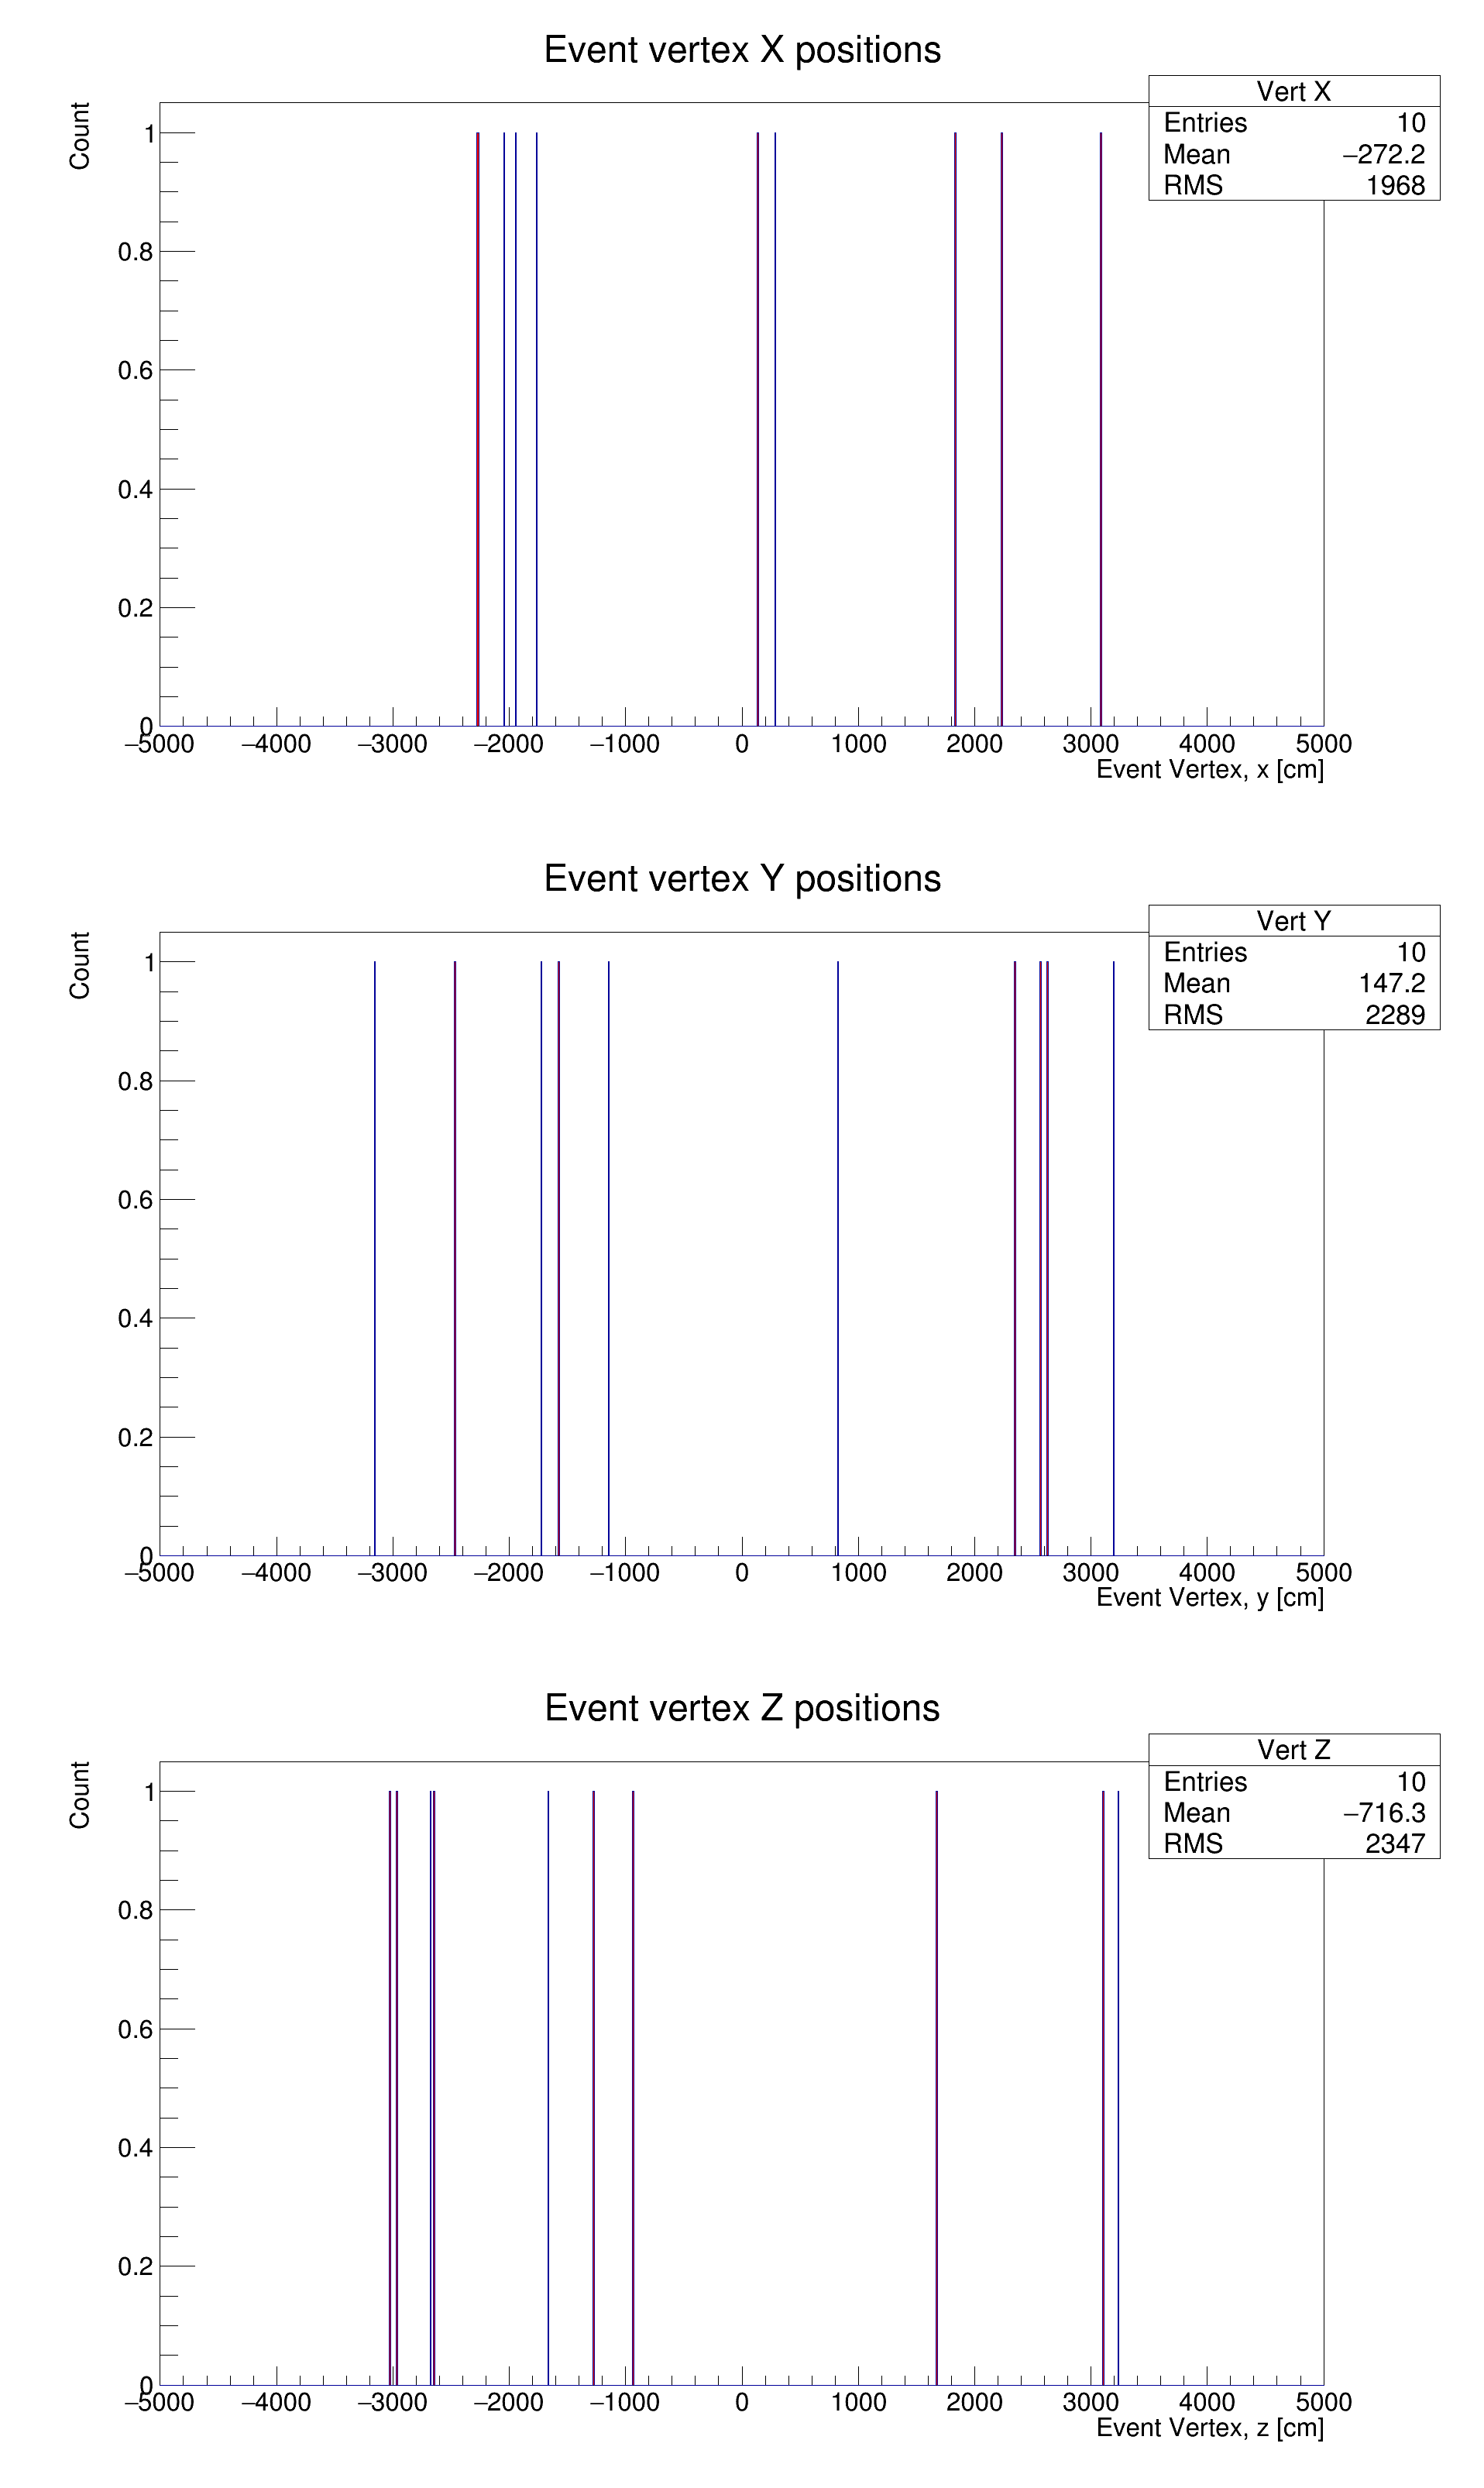 Event vertex X positions
Count
Vert X
Entries 10
Mean −272.2
RMS 1968
1
0.8
0.6
0.4
0.2
0
−5000 −4000 −3000 −2000 −1000 0 1000 2000 3000 4000 5000
Event Vertex, x [cm]
Event vertex Y positions
Count
Vert Y
Entries 10
Mean 147.2
RMS 2289
1
0.8
0.6
0.4
0.2
0
−5000 −4000 −3000 −2000 −1000 0 1000 2000 3000 4000 5000
Event Vertex, y [cm]
Event vertex Z positions
Count
Vert Z
Entries 10
Mean −716.3
RMS 2347
1
0.8
0.6
0.4
0.2
0
−5000 −4000 −3000 −2000 −1000 0 1000 2000 3000 4000 5000
Event Vertex, z [cm]